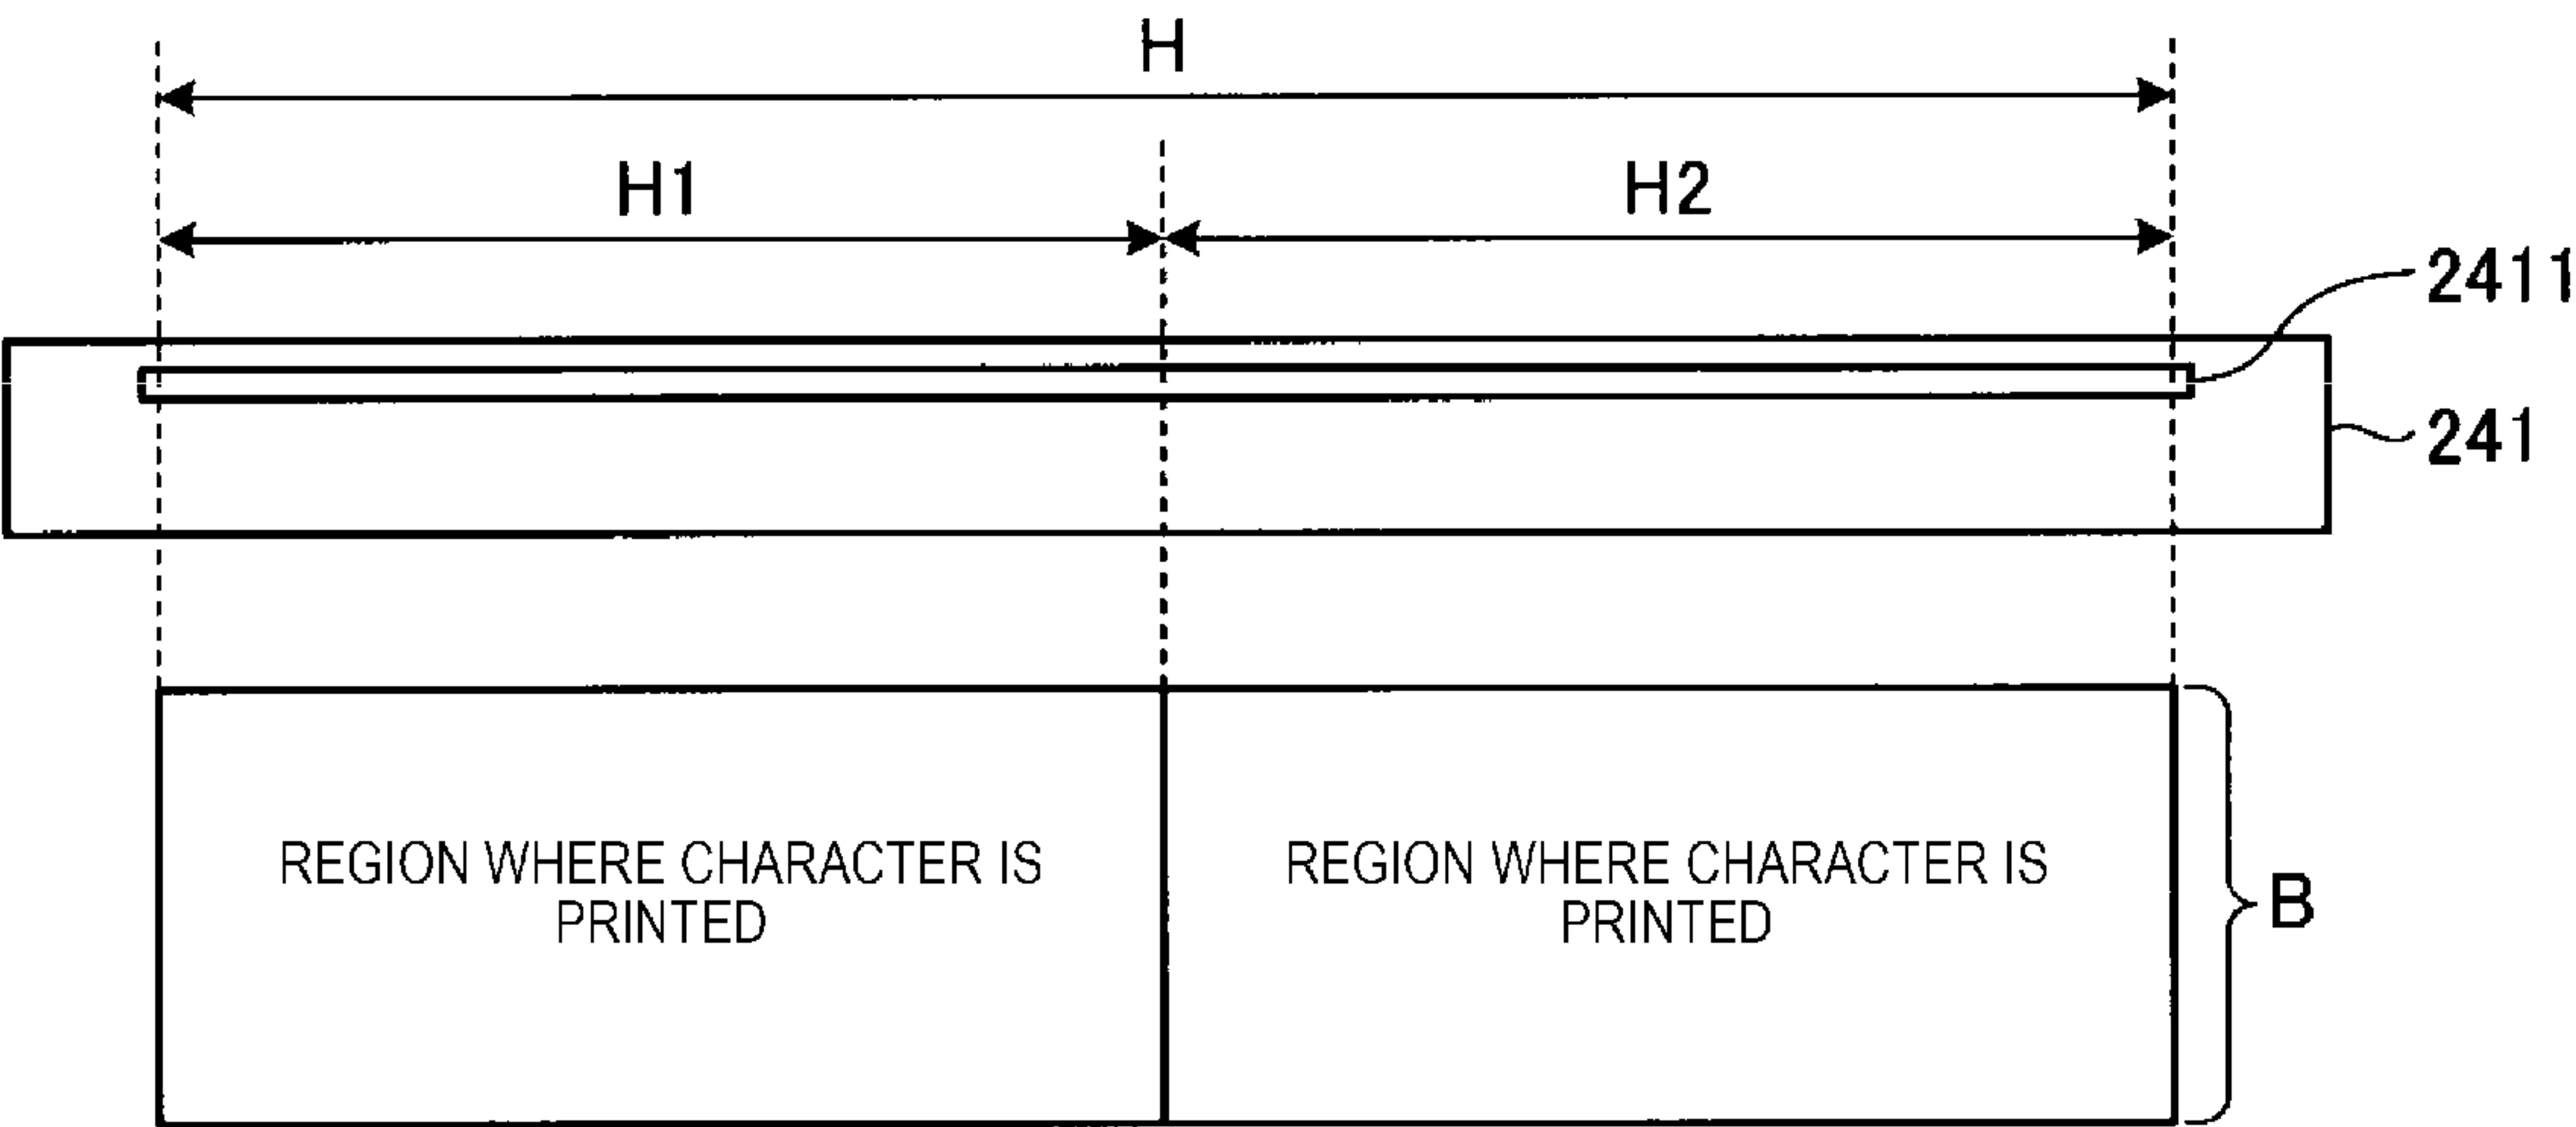 H
H1
H2
2411
241
REGION WHERE CHARACTER IS
PRINTED
REGION WHERE CHARACTER IS
PRINTED
B